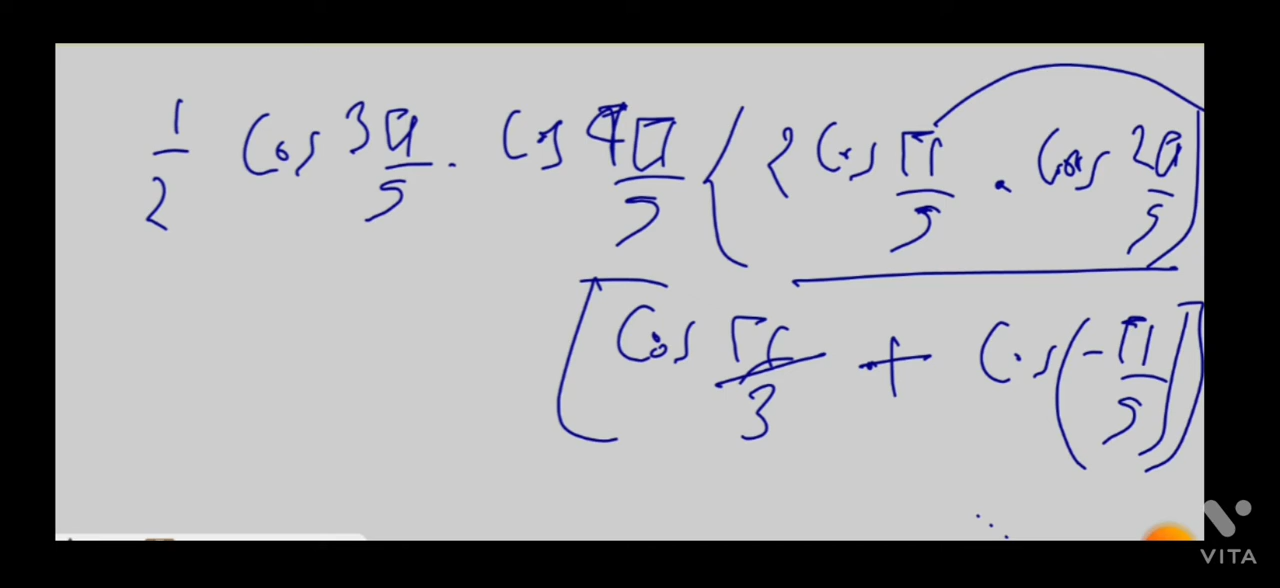 1/2 Cos 3π/5 . Cos 4π/5 { 2 Cos π/5 . Cos 2π/5 )
[ Cos π/3 + Cos (-π/5) ]
VITA